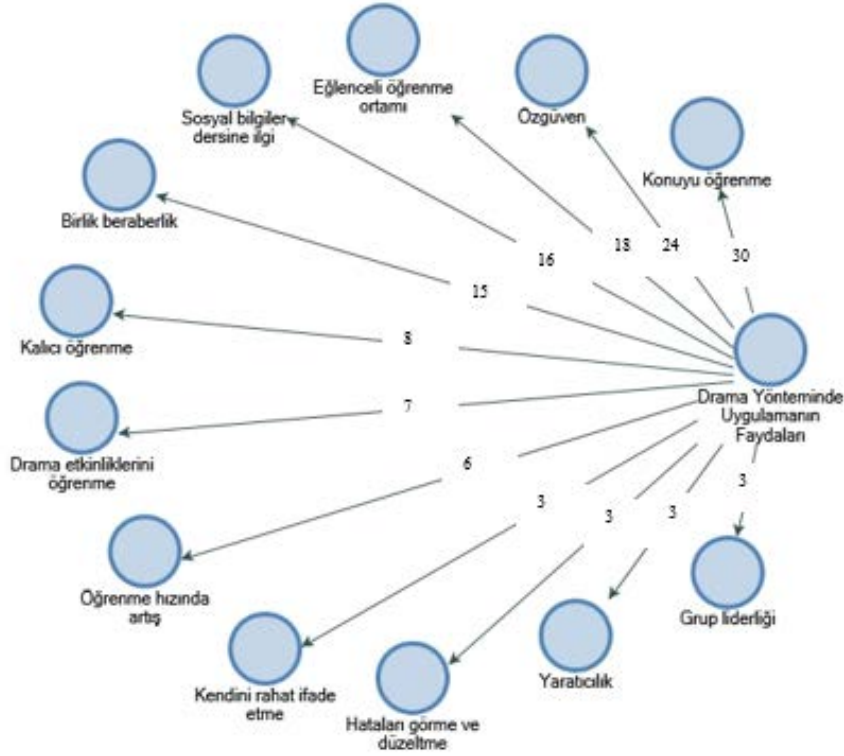 Eğlenceli öğrenme
ortamı
Sosyal bilgiler
dersine ilgi
Özgüven
Konuyu öğrenme
Birlik beraberlik
Kalıcı öğrenme
Drama etkinliklerini
öğrenme
Öğrenme hızında
artış
Kendini rahat ifade
etme
Hataları görme ve
düzeltme
Yaratıcılık
Grup liderliği
Drama Yönteminde
Uygulamanın
Faydaları
30
24
18
16
15
8
7
6
3
3
3
3